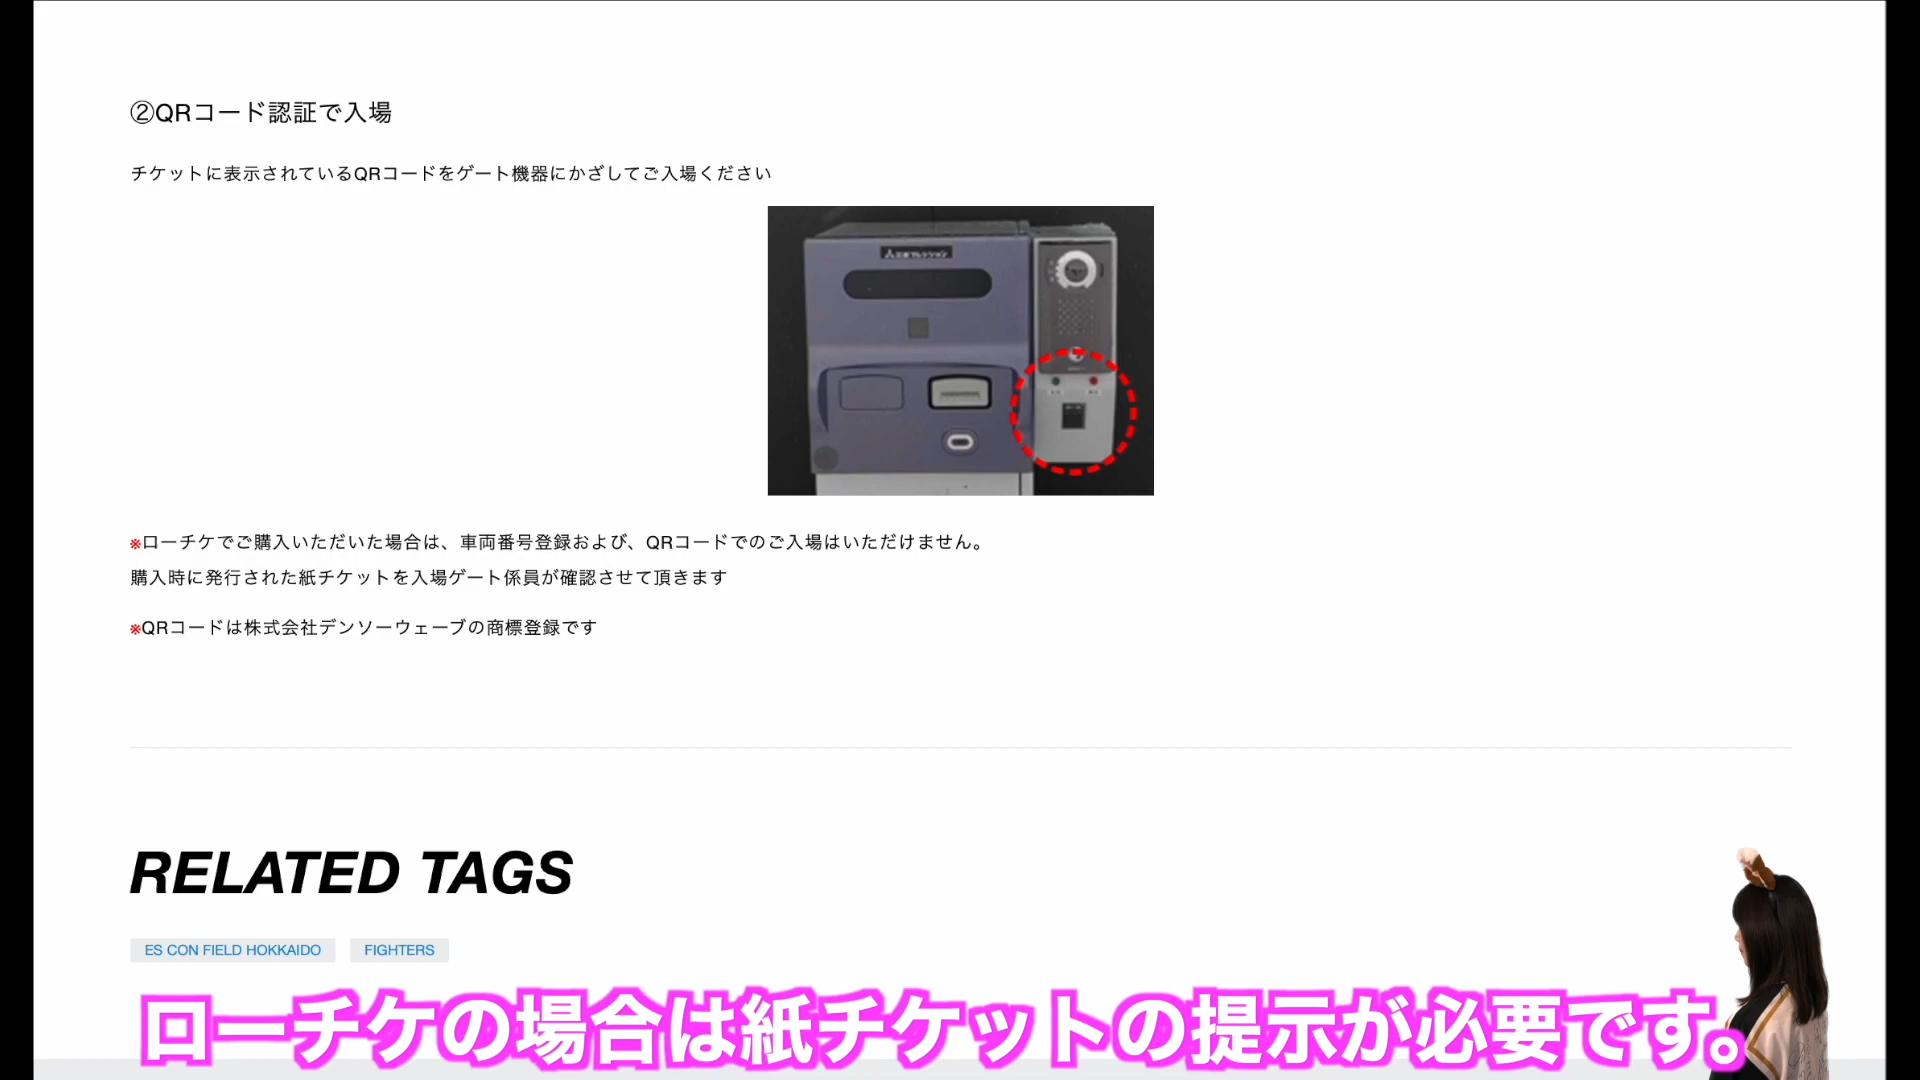 ②QRコード認証で入場
チケットに表示されているQRコードをゲート機器にかざしてご入場ください
※ローチケでご購入いただいた場合は、車両番号登録および、QRコードでのご入場はいただけません。
購入時に発行された紙チケットを入場ゲート係員が確認させて頂きます
※QRコードは株式会社デンソーウェーブの商標登録です
RELATED TAGS
ES CON FIELD HOKKAIDO FIGHTERS
ローチケの場合は紙チケットの提示が必要です。